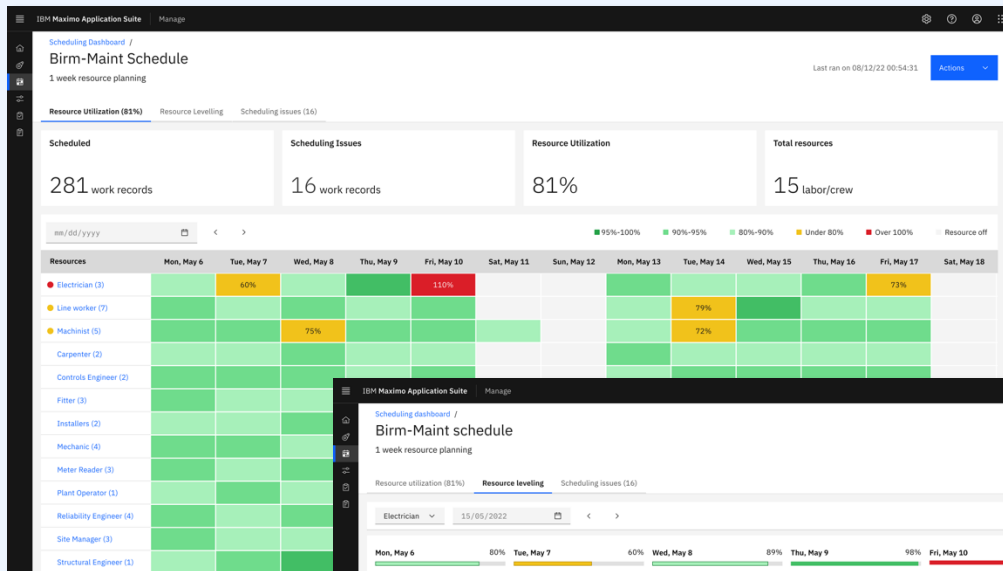 IBM Maximo Application Suite Manage
Scheduling Dashboard /
Birm-Maint Schedule
1 week resource planning
Last ran on 08/12/22 00:54:31
Actions
Resource Utilization (81%) Resource Levelling Scheduling issues (16)
Scheduled Scheduling Issues Resource Utilization Total resources
281 work records 16 work records 81% 15 labor/crew
mm/dd/yyyy 95%-100% 90%-95% 80%-90% Under 80% Over 100% Resource off
Resources Mon, May 6 Tue, May 7 Wed, May 8 Thu, May 9 Fri, May 10 Sat, May 11 Sun, May 12 Mon, May 13 Tue, May 14 Wed, May 15 Thu, May 16 Fri, May 17 Sat, May 18
Electrician (3) 60% 110% 73%
Line worker (7) 79%
Machinist (5) 75% 72%
Carpenter (2)
Controls Engineer (2)
Fitter (3)
Installers (2)
Mechanic (4)
Meter Reader (3)
Plant Operator (1)
Reliability Engineer (4)
Site Manager (3)
Structural Engineer (1)
IBM Maximo Application Suite Manage
Scheduling dashboard /
Birm-Maint schedule
1 week resource planning
Resource utilization (81%) Resource leveling Scheduling issues (16)
Electrician 15/05/2022
Mon, May 6 80% Tue, May 7 60% Wed, May 8 89% Thu, May 9 98% Fri, May 10